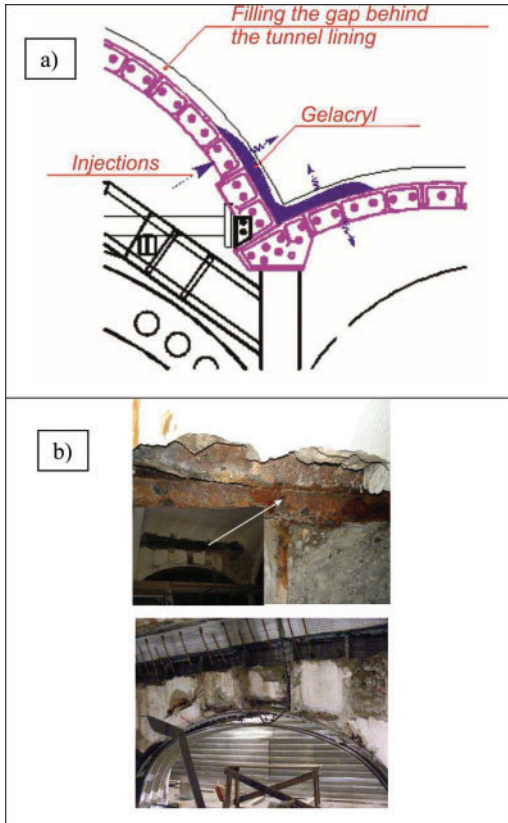 a)
Filling the gap behind
the tunnel lining
Gelacryl
Injections
b)